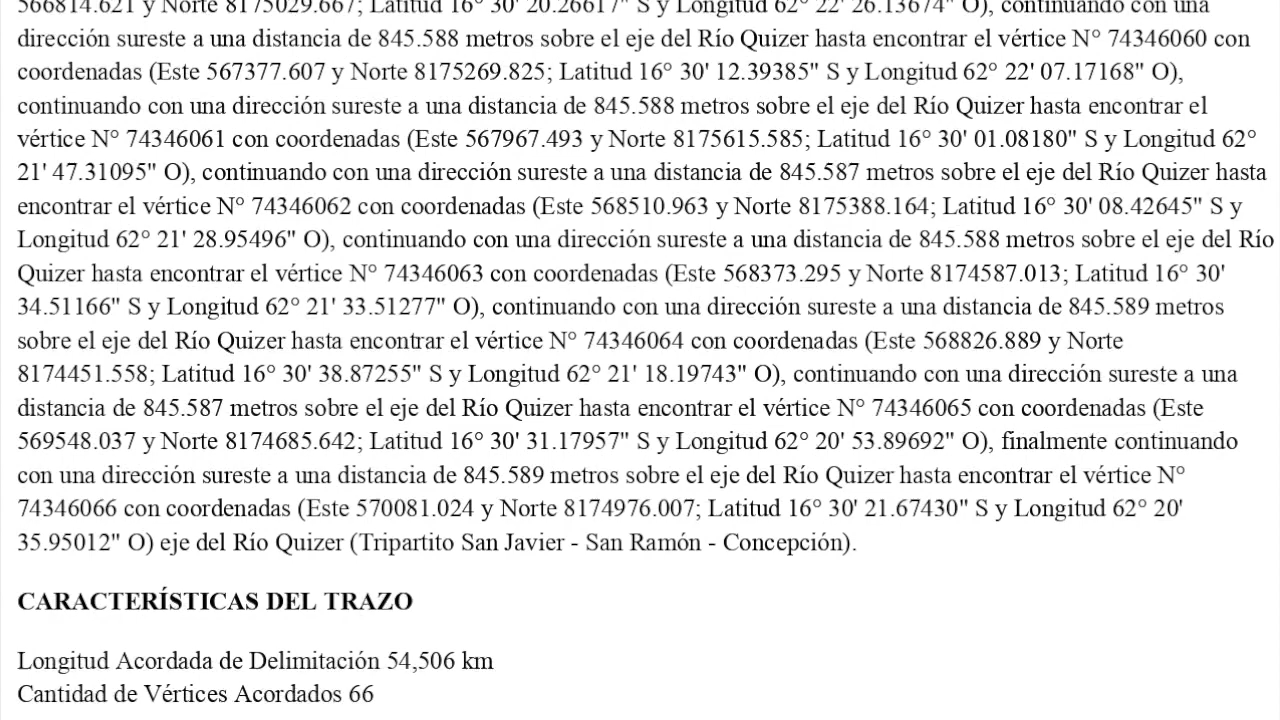 566814.621 y Norte 8175029.667; Latitud 16° 30' 20.26617" S y Longitud 62° 22' 26.13674" O), continuando con una
dirección sureste a una distancia de 845.588 metros sobre el eje del Río Quizer hasta encontrar el vértice N° 74346060 con
coordenadas (Este 567377.607 y Norte 8175269.825; Latitud 16° 30' 12.39385" S y Longitud 62° 22' 07.17168" O),
continuando con una dirección sureste a una distancia de 845.588 metros sobre el eje del Río Quizer hasta encontrar el
vértice N° 74346061 con coordenadas (Este 567967.493 y Norte 8175615.585; Latitud 16° 30' 01.08180" S y Longitud 62°
21' 47.31095" O), continuando con una dirección sureste a una distancia de 845.587 metros sobre el eje del Río Quizer hasta
encontrar el vértice N° 74346062 con coordenadas (Este 568510.963 y Norte 8175388.164; Latitud 16° 30' 08.42645" S y
Longitud 62° 21' 28.95496" O), continuando con una dirección sureste a una distancia de 845.588 metros sobre el eje del Río
Quizer hasta encontrar el vértice N° 74346063 con coordenadas (Este 568373.295 y Norte 8174587.013; Latitud 16° 30'
34.51166" S y Longitud 62° 21' 33.51277" O), continuando con una dirección sureste a una distancia de 845.589 metros
sobre el eje del Río Quizer hasta encontrar el vértice N° 74346064 con coordenadas (Este 568826.889 y Norte
8174451.558; Latitud 16° 30' 38.87255" S y Longitud 62° 21' 18.19743" O), continuando con una dirección sureste a una
distancia de 845.587 metros sobre el eje del Río Quizer hasta encontrar el vértice N° 74346065 con coordenadas (Este
569548.037 y Norte 8174685.642; Latitud 16° 30' 31.17957" S y Longitud 62° 20' 53.89692" O), finalmente continuando
con una dirección sureste a una distancia de 845.589 metros sobre el eje del Río Quizer hasta encontrar el vértice N°
74346066 con coordenadas (Este 570081.024 y Norte 8174976.007; Latitud 16° 30' 21.67430" S y Longitud 62° 20'
35.95012" O) eje del Río Quizer (Tripartito San Javier - San Ramón - Concepción).
CARACTERÍSTICAS DEL TRAZO
Longitud Acordada de Delimitación 54,506 km
Cantidad de Vértices Acordados 66